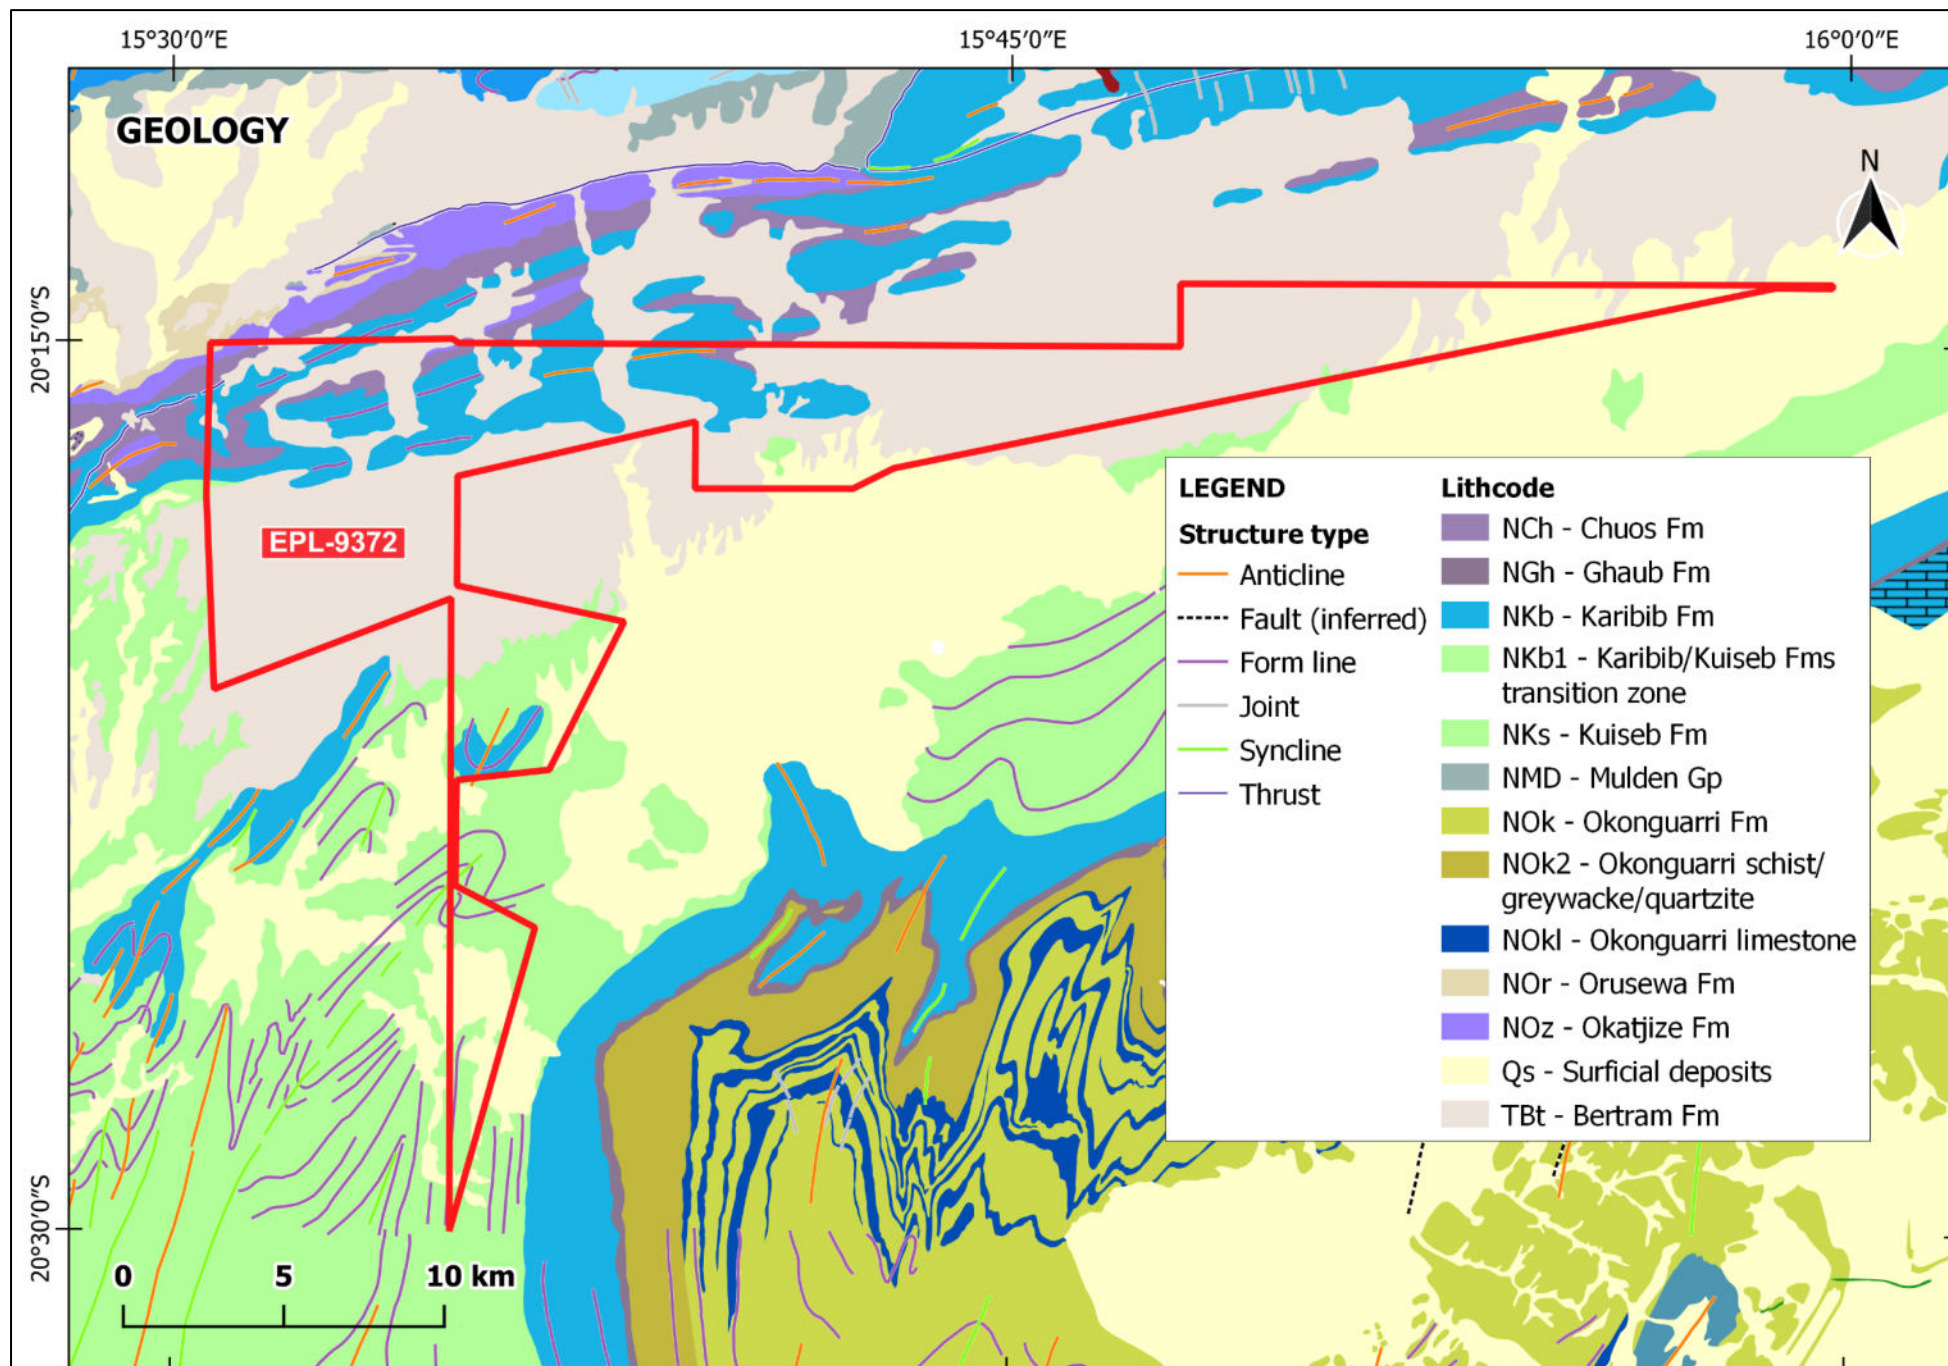 15°30′0″E
15°45′0″E
16°0′0″E
GEOLOGY
N
20°15′0″S
EPL-9372
LEGEND
Structure type
Anticline
Fault (inferred)
Form line
Joint
Syncline
Thrust
Lithcode
NCh - Chuos Fm
NGh - Ghaub Fm
NKb - Karibib Fm
NKb1 - Karibib/Kuiseb Fms
transition zone
NKs - Kuiseb Fm
NMD - Mulden Gp
NOk - Okonguarri Fm
NOk2 - Okonguarri schist/
greywacke/quartzite
NOkl - Okonguarri limestone
NOr - Orusewa Fm
NOz - Okatjize Fm
Qs - Surficial deposits
TBt - Bertram Fm
20°30′0″S
0 5 10 km